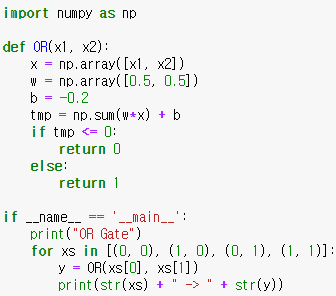 import numpy as np
def OR(x1, x2):
    x = np.array([x1, x2])
    w = np.array([0.5, 0.5])
    b = -0.2
    tmp = np.sum(w*x) + b
    if tmp <= 0:
        return 0
    else:
        return 1
if __name__ == '__main__':
    print("OR Gate")
    for xs in [(0, 0), (1, 0), (0, 1), (1, 1)]:
        y = OR(xs[0], xs[1])
        print(str(xs) + " -> " + str(y))